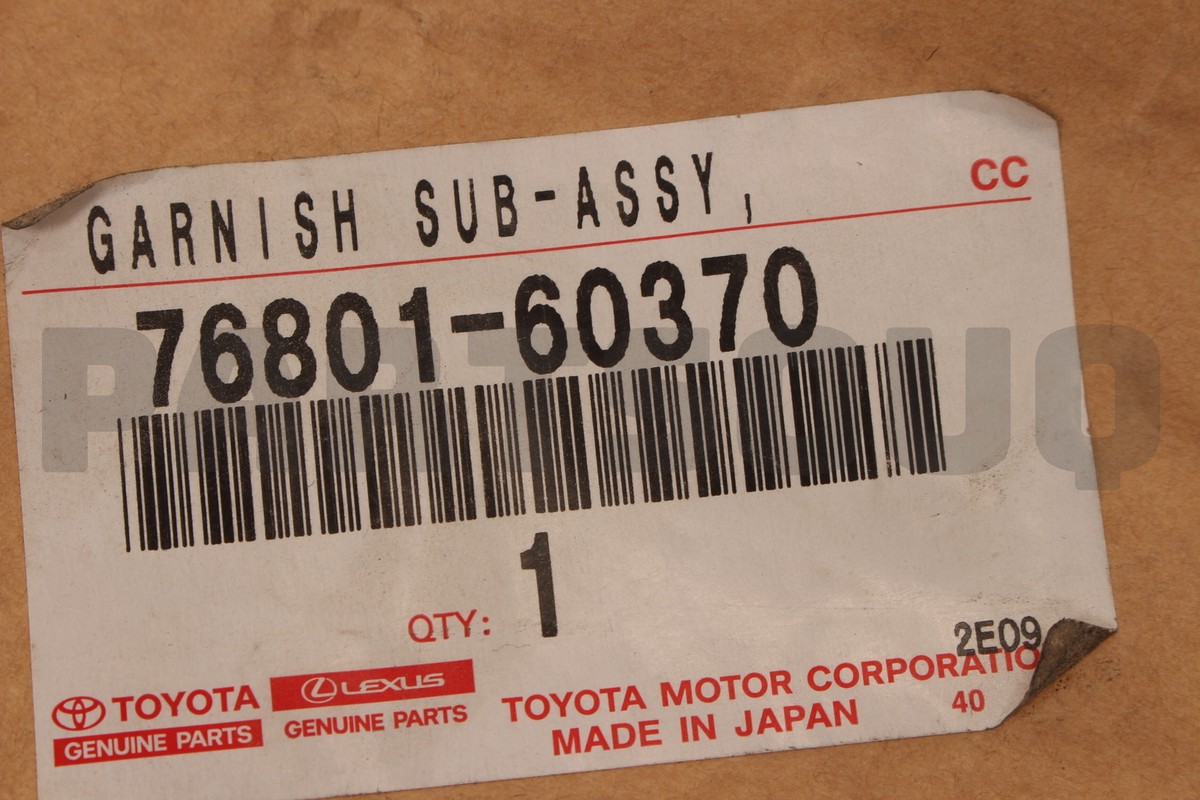 GARNISH SUB-ASSY,
CC
76801-60370
PARTSOUQ
QTY: 1
2E09
TOYOTA
GENUINE PARTS
LEXUS
GENUINE PARTS
TOYOTA MOTOR CORPORATIO
MADE IN JAPAN
40